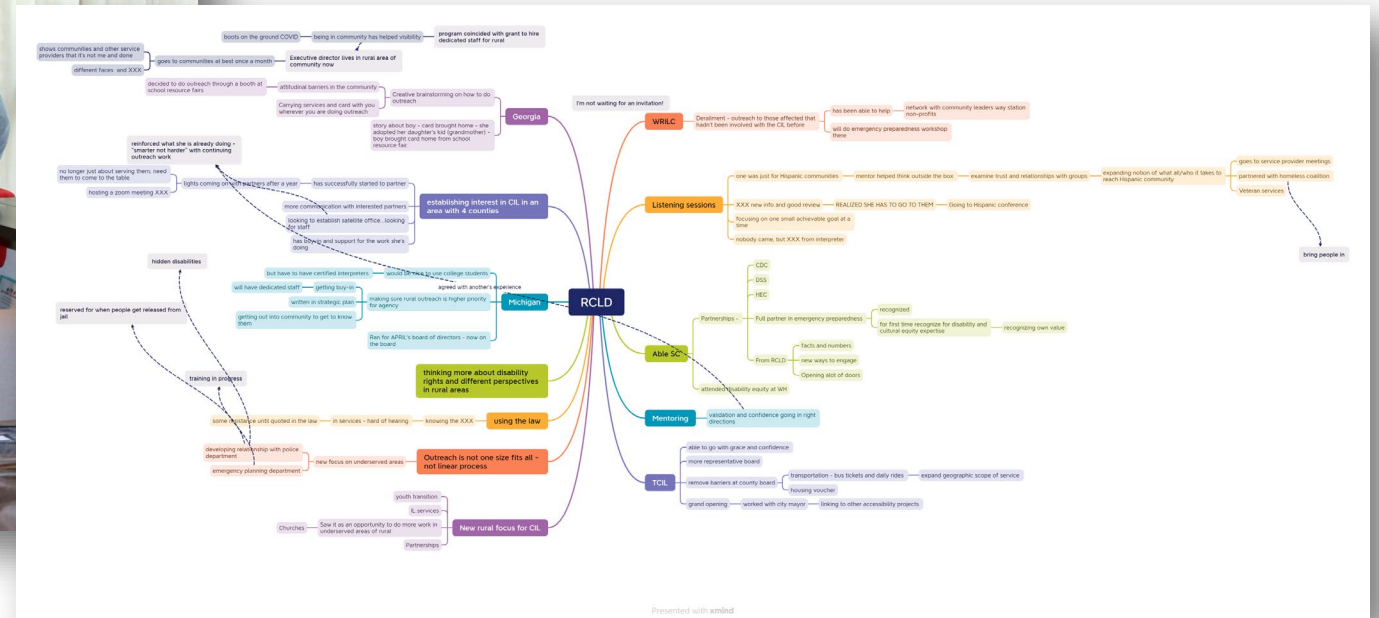 RCLD
Georgia
boots on the ground COVID
being in community has helped visibility
program coincided with grant to hire
dedicated staff for rural
shows communities and other service
providers that it's not me and done
different faces and XXX
goes to communities at best once a month
Executive director lives in rural area of
community now
decided to do outreach through a booth at
school resource fairs
attitudinal barriers in the community
Carrying services and card with you
wherever you are doing outreach
Creative brainstorming on how to do
outreach
story about boy - card brought home - she
adopted her daughter's kid (grandmother) -
boy brought card home from school
resource fair
reinforced what she is already doing -
"smarter not harder" with continuing
outreach work
establishing interest in CIL in an
area with 4 counties
no longer just about serving them; need
them to come to the table
hosting a zoom meeting XXX
lights coming on with partners after a year
has successfully started to partner
more communication with interested partners
looking to establish satellite office...looking
for staff
has buy-in and support for the work she's
doing
hidden disabilities
Michigan
but have to have certified interpreters
would be nice to use college students
agreed with another's experience
will have dedicated staff
getting buy-in
written in strategic plan
getting out into community to get to know
them
making sure rural outreach is higher priority
for agency
Ran for APRIL's board of directors - now on
the board
reserved for when people get released from
jail
thinking more about disability
rights and different perspectives
in rural areas
training in progress
using the law
some resistance until quoted in the law
in services - hard of hearing
knowing the XXX
Outreach is not one size fits all -
not linear process
developing relationship with police
department
emergency planning department
new focus on underserved areas
New rural focus for CIL
youth transition
IL services
Churches
Saw it as an opportunity to do more work in
underserved areas of rural
Partnerships
I'm not waiting for an invitation!
WRILC
Derailment - outreach to those affected that
hadn't been involved with the CIL before
has been able to help
network with community leaders way station
non-profits
will do emergency preparedness workshop
there
Listening sessions
one was just for Hispanic communities
mentor helped think outside the box
examine trust and relationships with groups
expanding notion of what all/who it takes to
reach Hispanic community
goes to service provider meetings
partnered with homeless coalition
Veteran services
bring people in
XXX new info and good review
REALIZED SHE HAS TO GO TO THEM
Going to Hispanic conference
focusing on one small achievable goal at a
time
nobody came, but XXX from interpreter
Able SC
Partnerships -
CDC
DSS
HEC
Full partner in emergency preparedness
recognized
for first time recognize for disability and
cultural equity expertise
recognizing own value
From RCLD
facts and numbers
new ways to engage
Opening alot of doors
attended disability equity at WH
Mentoring
validation and confidence going in right
directions
TCIL
able to go with grace and confidence
more representative board
remove barriers at county board
transportation - bus tickets and daily rides
expand geographic scope of service
housing voucher
grand opening
worked with city mayor
linking to other accessibility projects
Presented with xmind